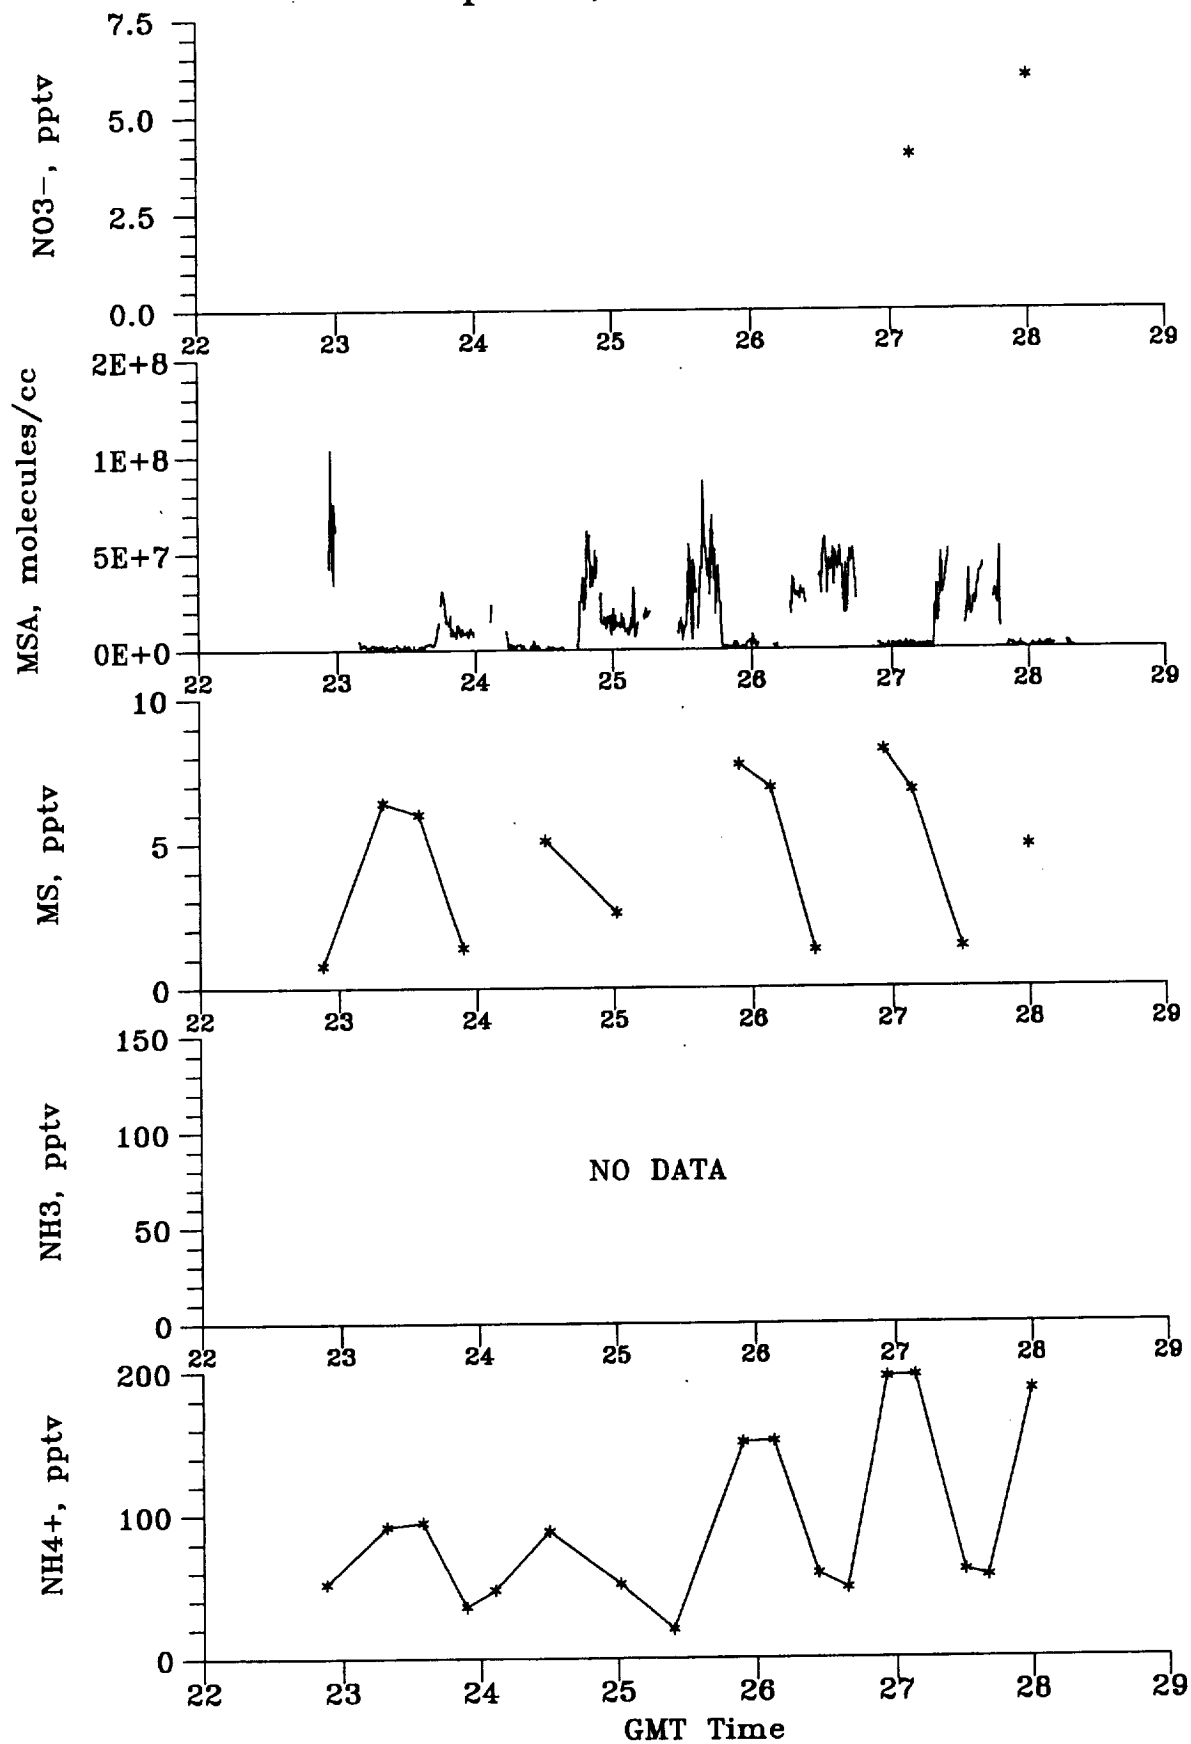 7.5
5.0
2.5
0.0
NO3-, pptv
22 23 24 25 26 27 28 29
2E+8
1E+8
5E+7
0E+0
MSA, molecules/cc
22 23 24 25 26 27 28 29
10
5
0
MS, pptv
22 23 24 25 26 27 28 29
150
100
50
0
NH3, pptv
NO DATA
22 23 24 25 26 27 28 29
200
100
0
NH4+, pptv
22 23 24 25 26 27 28 29
GMT Time